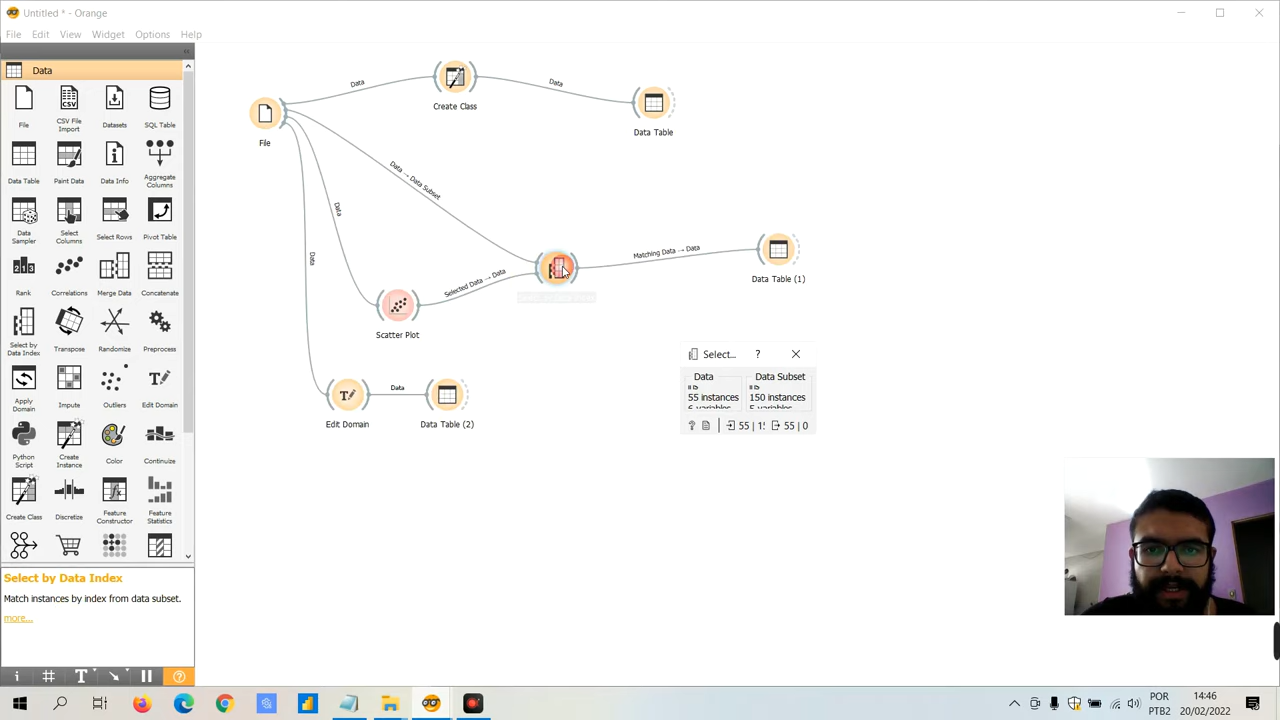 Untitled * - Orange
File Edit View Widget Options Help
Data
File
CSV File
Import
Datasets
SQL Table
Data Table
Paint Data
Data Info
Aggregate
Columns
Data
Sampler
Select
Columns
Select Rows
Pivot Table
Rank
Correlations
Merge Data
Concatenate
Select by
Data Index
Transpose
Randomize
Preprocess
Apply
Domain
Impute
Outliers
Edit Domain
Python
Script
Create
Instance
Color
Continuize
Create Class
Discretize
Feature
Constructor
Feature
Statistics
Select by Data Index
Match instances by index from data subset.
more...
File
Data
Create Class
Data
Data Table
Data → Data Subset
Data
Data
Scatter Plot
Selected Data → Data
Matching Data → Data
Data Table (1)
Edit Domain
Data
Data Table (2)
Select... ?
Data
55 instances
6 variables
Data Subset
150 instances
5 variables
? 55 | 1! 55 | 0
POR
PTB2
14:46
20/02/2022